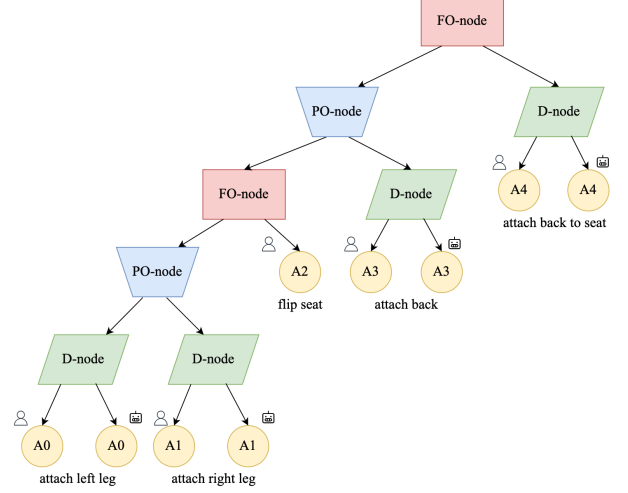 FO-node
PO-node
D-node
A4
A4
attach back to seat
FO-node
D-node
PO-node
A2
flip seat
A3
A3
attach back
D-node
D-node
A0
A0
A1
A1
attach left leg
attach right leg